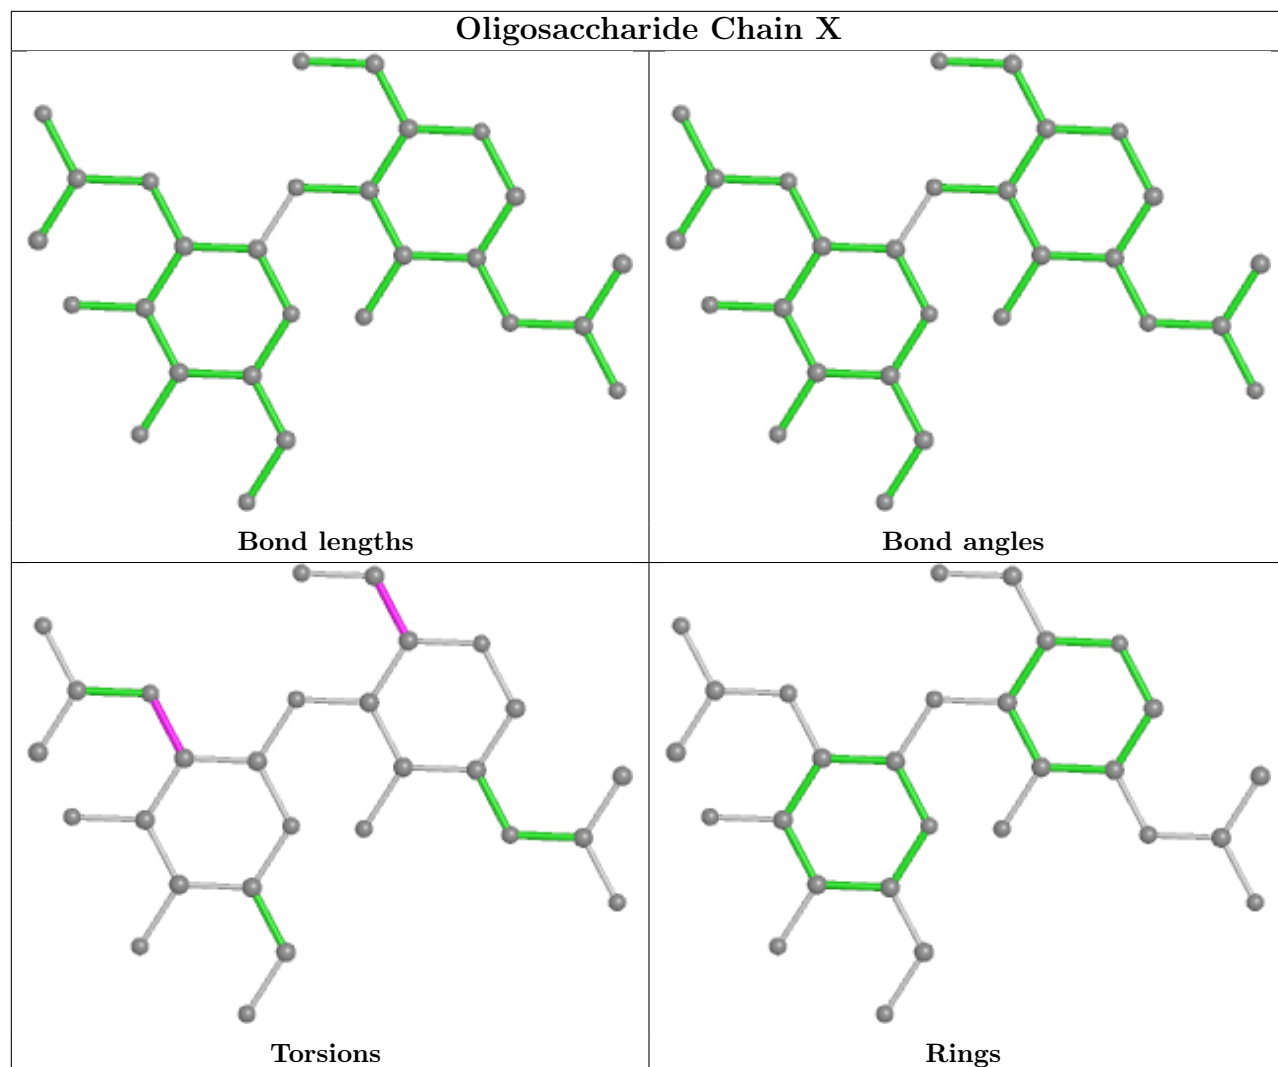 Oligosaccharide Chain X
Bond lengths
Bond angles
Torsions
Rings